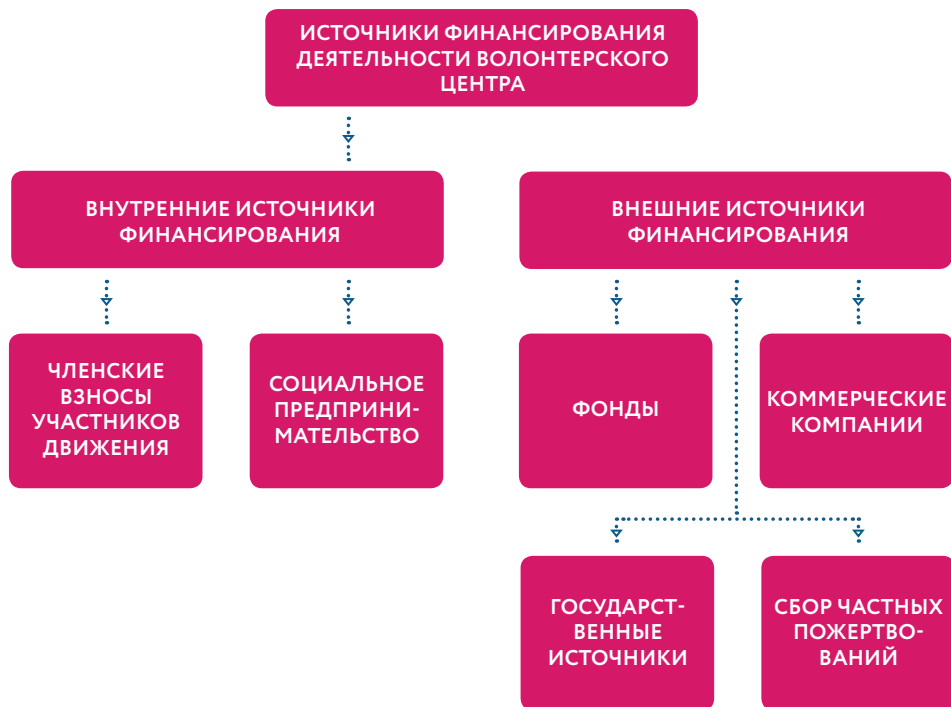 ИСТОЧНИКИ ФИНАНСИРОВАНИЯ
ДЕЯТЕЛЬНОСТИ ВОЛОНТЕРСКОГО
ЦЕНТРА
ВНУТРЕННИЕ ИСТОЧНИКИ
ФИНАНСИРОВАНИЯ
ВНЕШНИЕ ИСТОЧНИКИ
ФИНАНСИРОВАНИЯ
ЧЛЕНСКИЕ
ВЗНОСЫ
УЧАСТНИКОВ
ДВИЖЕНИЯ
СОЦИАЛЬНОЕ
ПРЕДПРИНИ-
МАТЕЛЬСТВО
ФОНДЫ
КОММЕРЧЕСКИЕ
КОМПАНИИ
ГОСУДАРСТ-
ВЕННЫЕ
ИСТОЧНИКИ
СБОР ЧАСТНЫХ
ПОЖЕРТВО-
ВАНИЙ